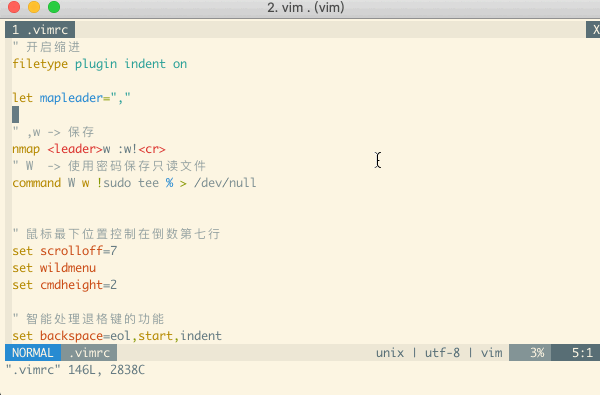 2. vim . (vim)
1 .vimrc X
" 开启缩进
filetype plugin indent on
let mapleader=","
" ,w -> 保存
nmap <leader>w :w!<cr>
" W  -> 使用密码保存只读文件
command W w !sudo tee % > /dev/null
" 鼠标最下位置控制在倒数第七行
set scrolloff=7
set wildmenu
set cmdheight=2
" 智能处理退格键的功能
set backspace=eol,start,indent
NORMAL .vimrc unix | utf-8 | vim 3% 5:1
".vimrc" 146L, 2838C